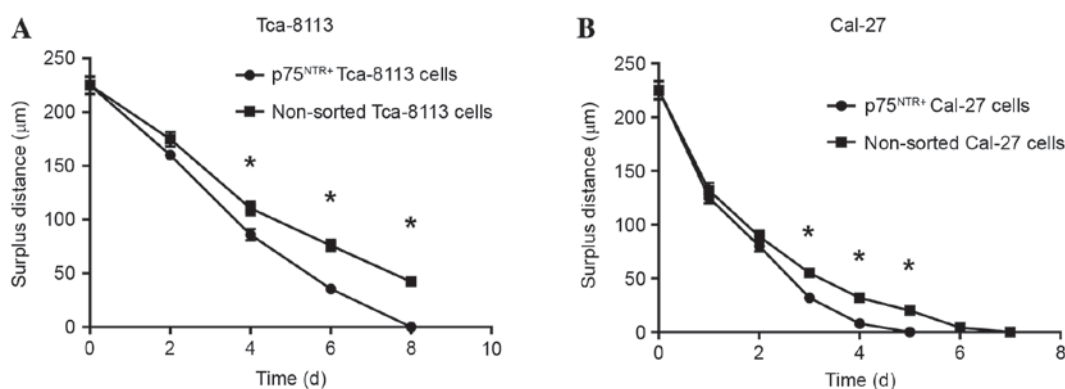 A
Tca-8113
Surplus distance (μm)
250
200
150
100
50
0
p75NTR+ Tca-8113 cells
Non-sorted Tca-8113 cells
*
*
*
0 2 4 6 8 10
Time (d)
B
Cal-27
Surplus distance (μm)
250
200
150
100
50
0
p75NTR+ Cal-27 cells
Non-sorted Cal-27 cells
*
*
*
0 2 4 6 8
Time (d)